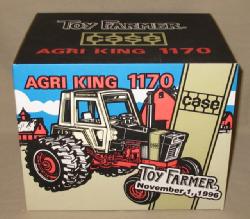 TOY FARMER
case
AGRI KING 1170
AGRI KING 1170
case
TOY FARMER
November 1, 1996